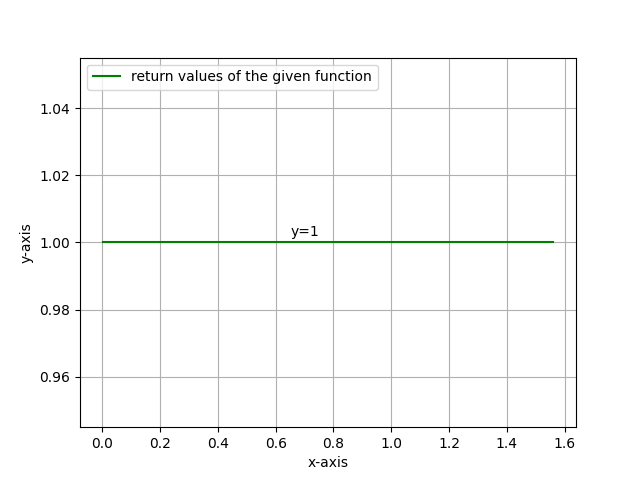 return values of the given function
1.04
1.02
1.00
0.98
0.96
y-axis
y=1
0.0 0.2 0.4 0.6 0.8 1.0 1.2 1.4 1.6
x-axis